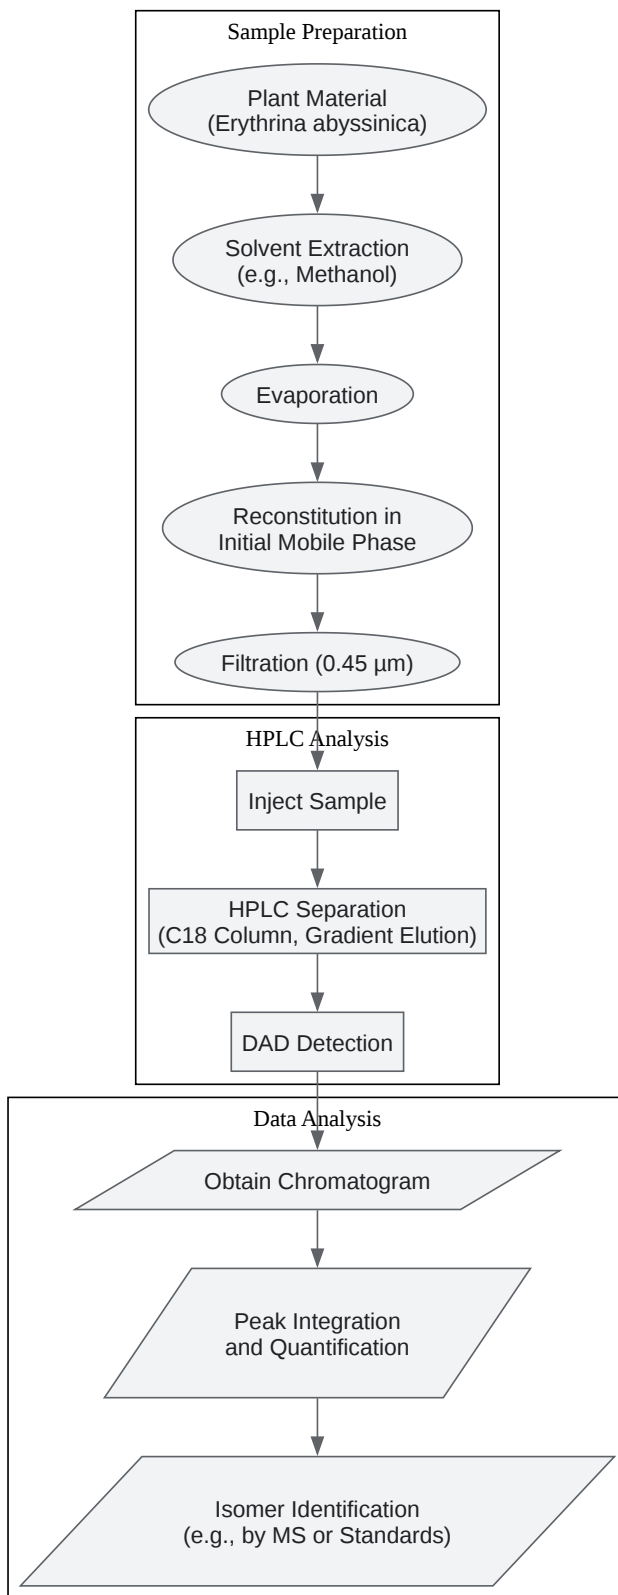 Sample Preparation
Plant Material
(Erythrina abyssinica)
Solvent Extraction
(e.g., Methanol)
Evaporation
Reconstitution in
Initial Mobile Phase
Filtration (0.45 µm)
HPLC Analysis
Inject Sample
HPLC Separation
(C18 Column, Gradient Elution)
DAD Detection
Data Analysis
Obtain Chromatogram
Peak Integration
and Quantification
Isomer Identification
(e.g., by MS or Standards)